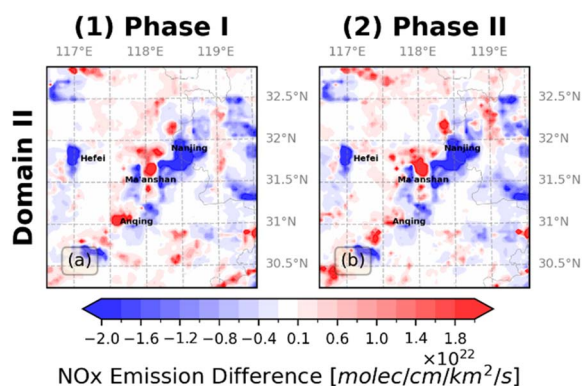 (1) Phase I (2) Phase II
117°E 118°E 119°E 117°E 118°E 119°E
Domain II
32.5°N 32.5°N
32°N 32°N
Nanjing Nanjing
Hefei Hefei
31.5°N 31.5°N
Ma'anshan Ma'anshan
31°N 31°N
Anqing Anqing
30.5°N 30.5°N
(a) (b)
−2.0 −1.6 −1.2 −0.8 −0.4 0.1 0.6 1.0 1.4 1.8
×10²²
NOx Emission Difference [molec/cm/km²/s]